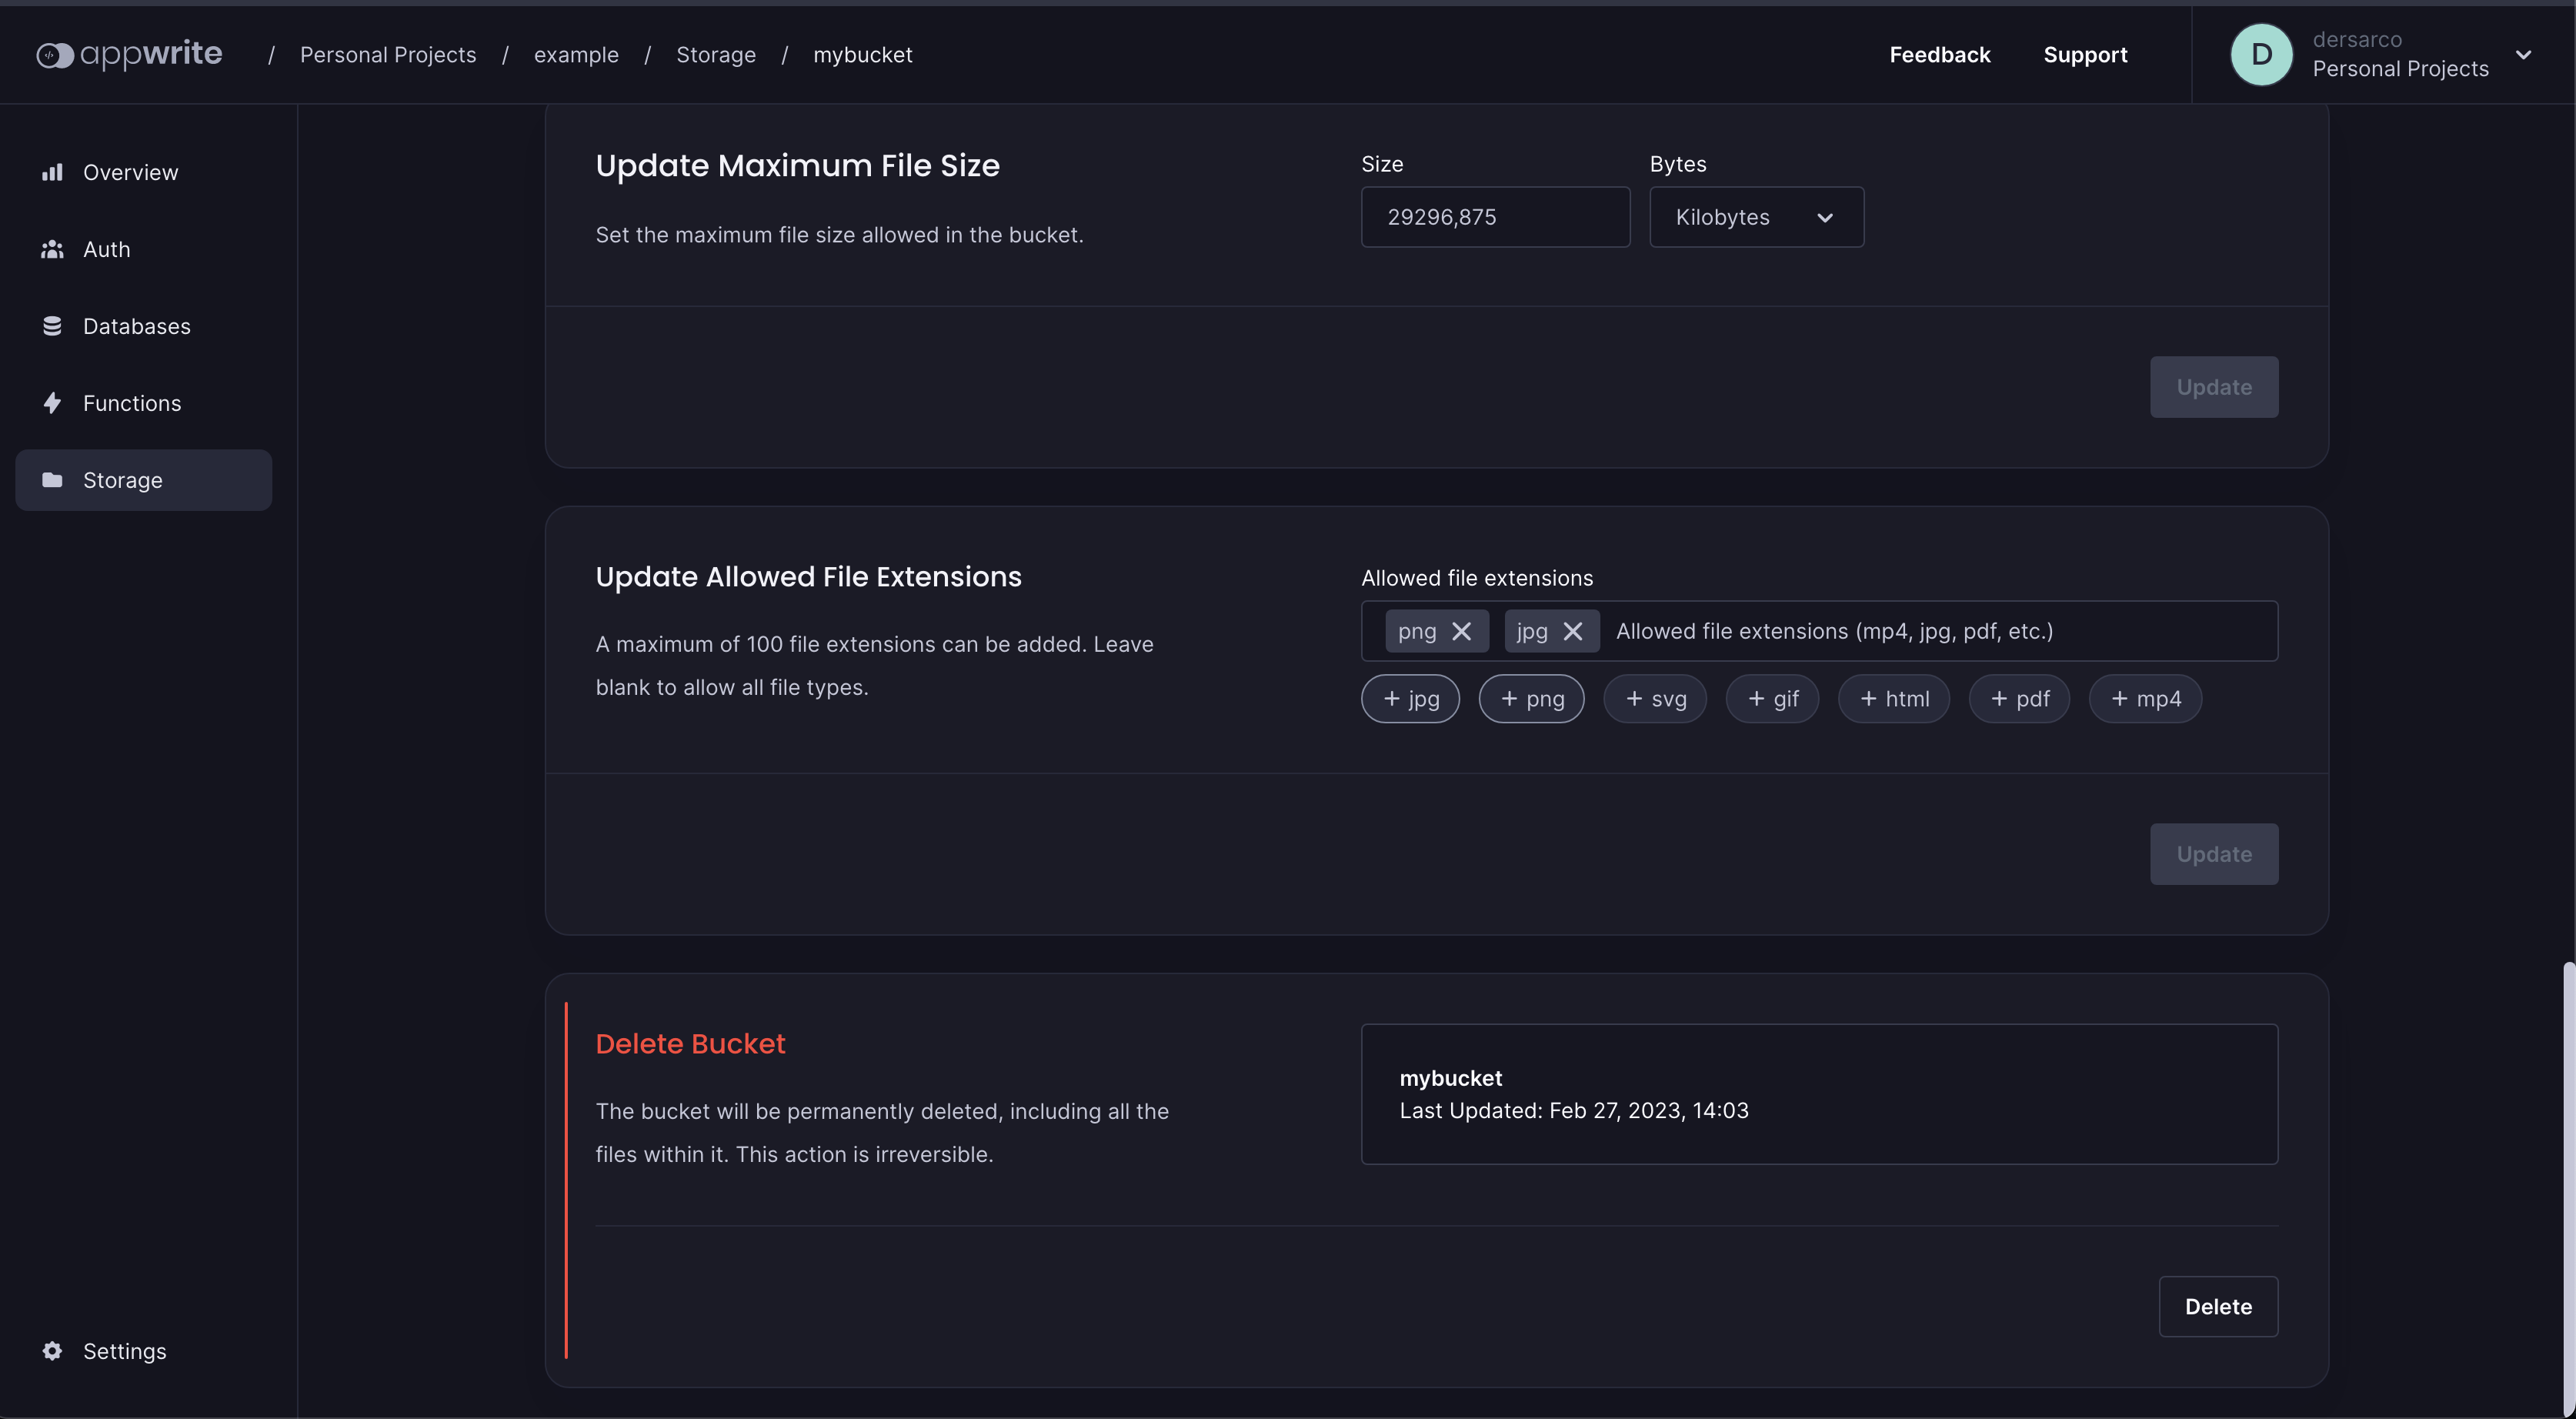 appwrite / Personal Projects / example / Storage / mybucket
Feedback Support
D
dersarco
Personal Projects
Overview
Auth
Databases
Functions
Storage
Settings
Update Maximum File Size
Set the maximum file size allowed in the bucket.
Size Bytes
29296,875 Kilobytes
Update
Update Allowed File Extensions
A maximum of 100 file extensions can be added. Leave
blank to allow all file types.
Allowed file extensions
png jpg Allowed file extensions (mp4, jpg, pdf, etc.)
+ jpg + png + svg + gif + html + pdf + mp4
Update
Delete Bucket
The bucket will be permanently deleted, including all the
files within it. This action is irreversible.
mybucket
Last Updated: Feb 27, 2023, 14:03
Delete